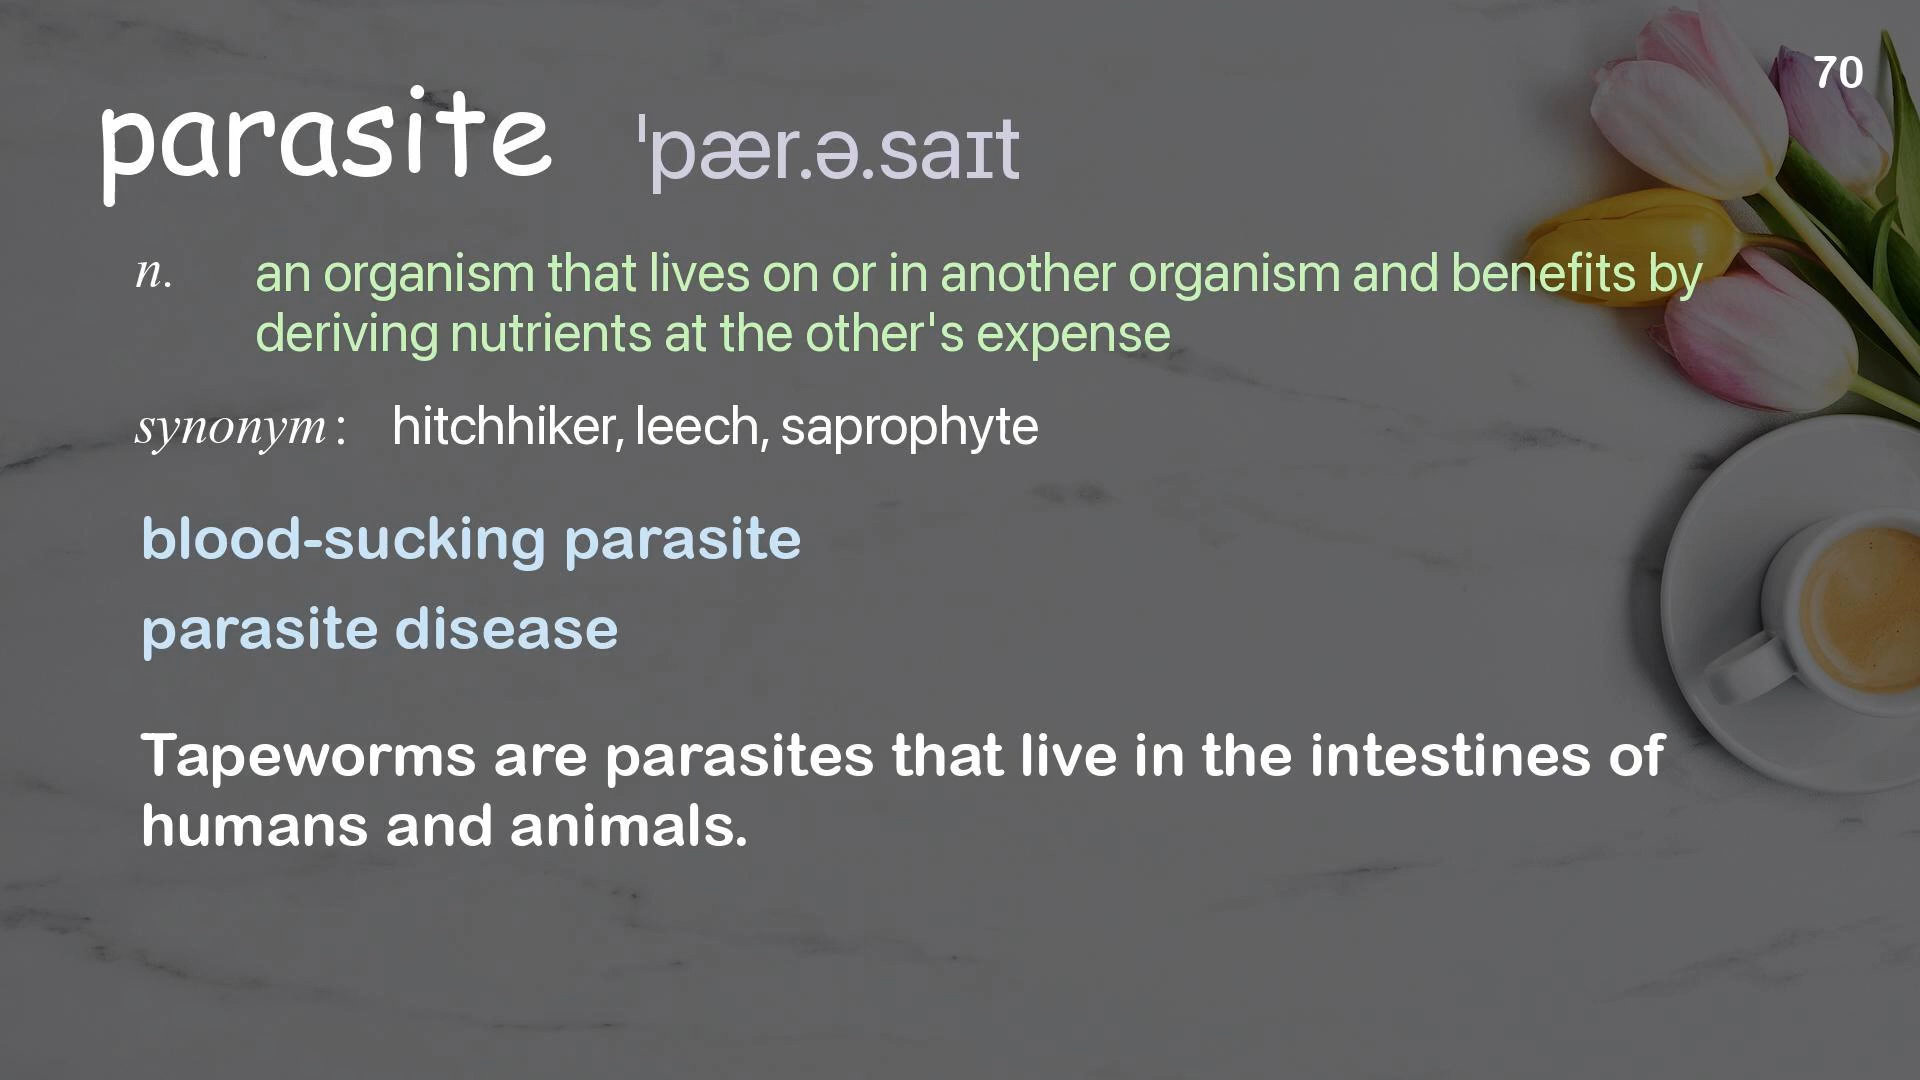 70
parasite ˈpær.ə.saɪt
n. an organism that lives on or in another organism and benefits by
deriving nutrients at the other's expense
synonym : hitchhiker, leech, saprophyte
blood-sucking parasite
parasite disease
Tapeworms are parasites that live in the intestines of
humans and animals.